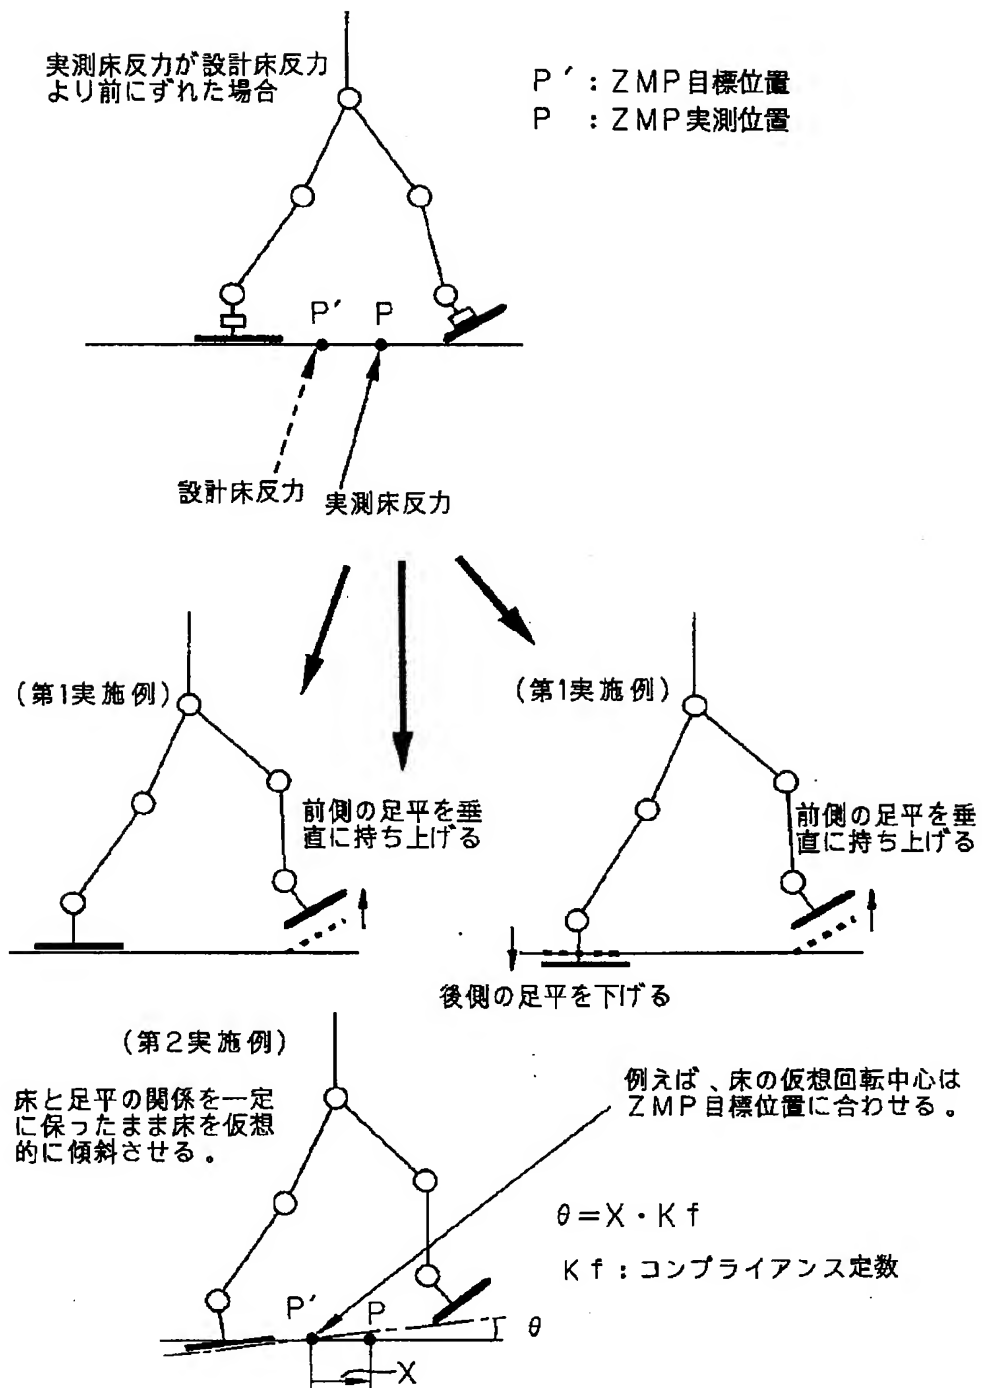 実測床反力が設計床反力
より前にずれた場合
P′：ZMP目標位置
P ：ZMP実測位置
P′ P
設計床反力 実測床反力
(第1実施例)
(第1実施例)
前側の足平を垂
直に持ち上げる
前側の足平を垂
直に持ち上げる
後側の足平を下げる
(第2実施例)
床と足平の関係を一定
に保ったまま床を仮想
的に傾斜させる。
例えば、床の仮想回転中心は
ZMP目標位置に合わせる。
θ=X・Kf
Kf：コンプライアンス定数
P′ P
θ
X